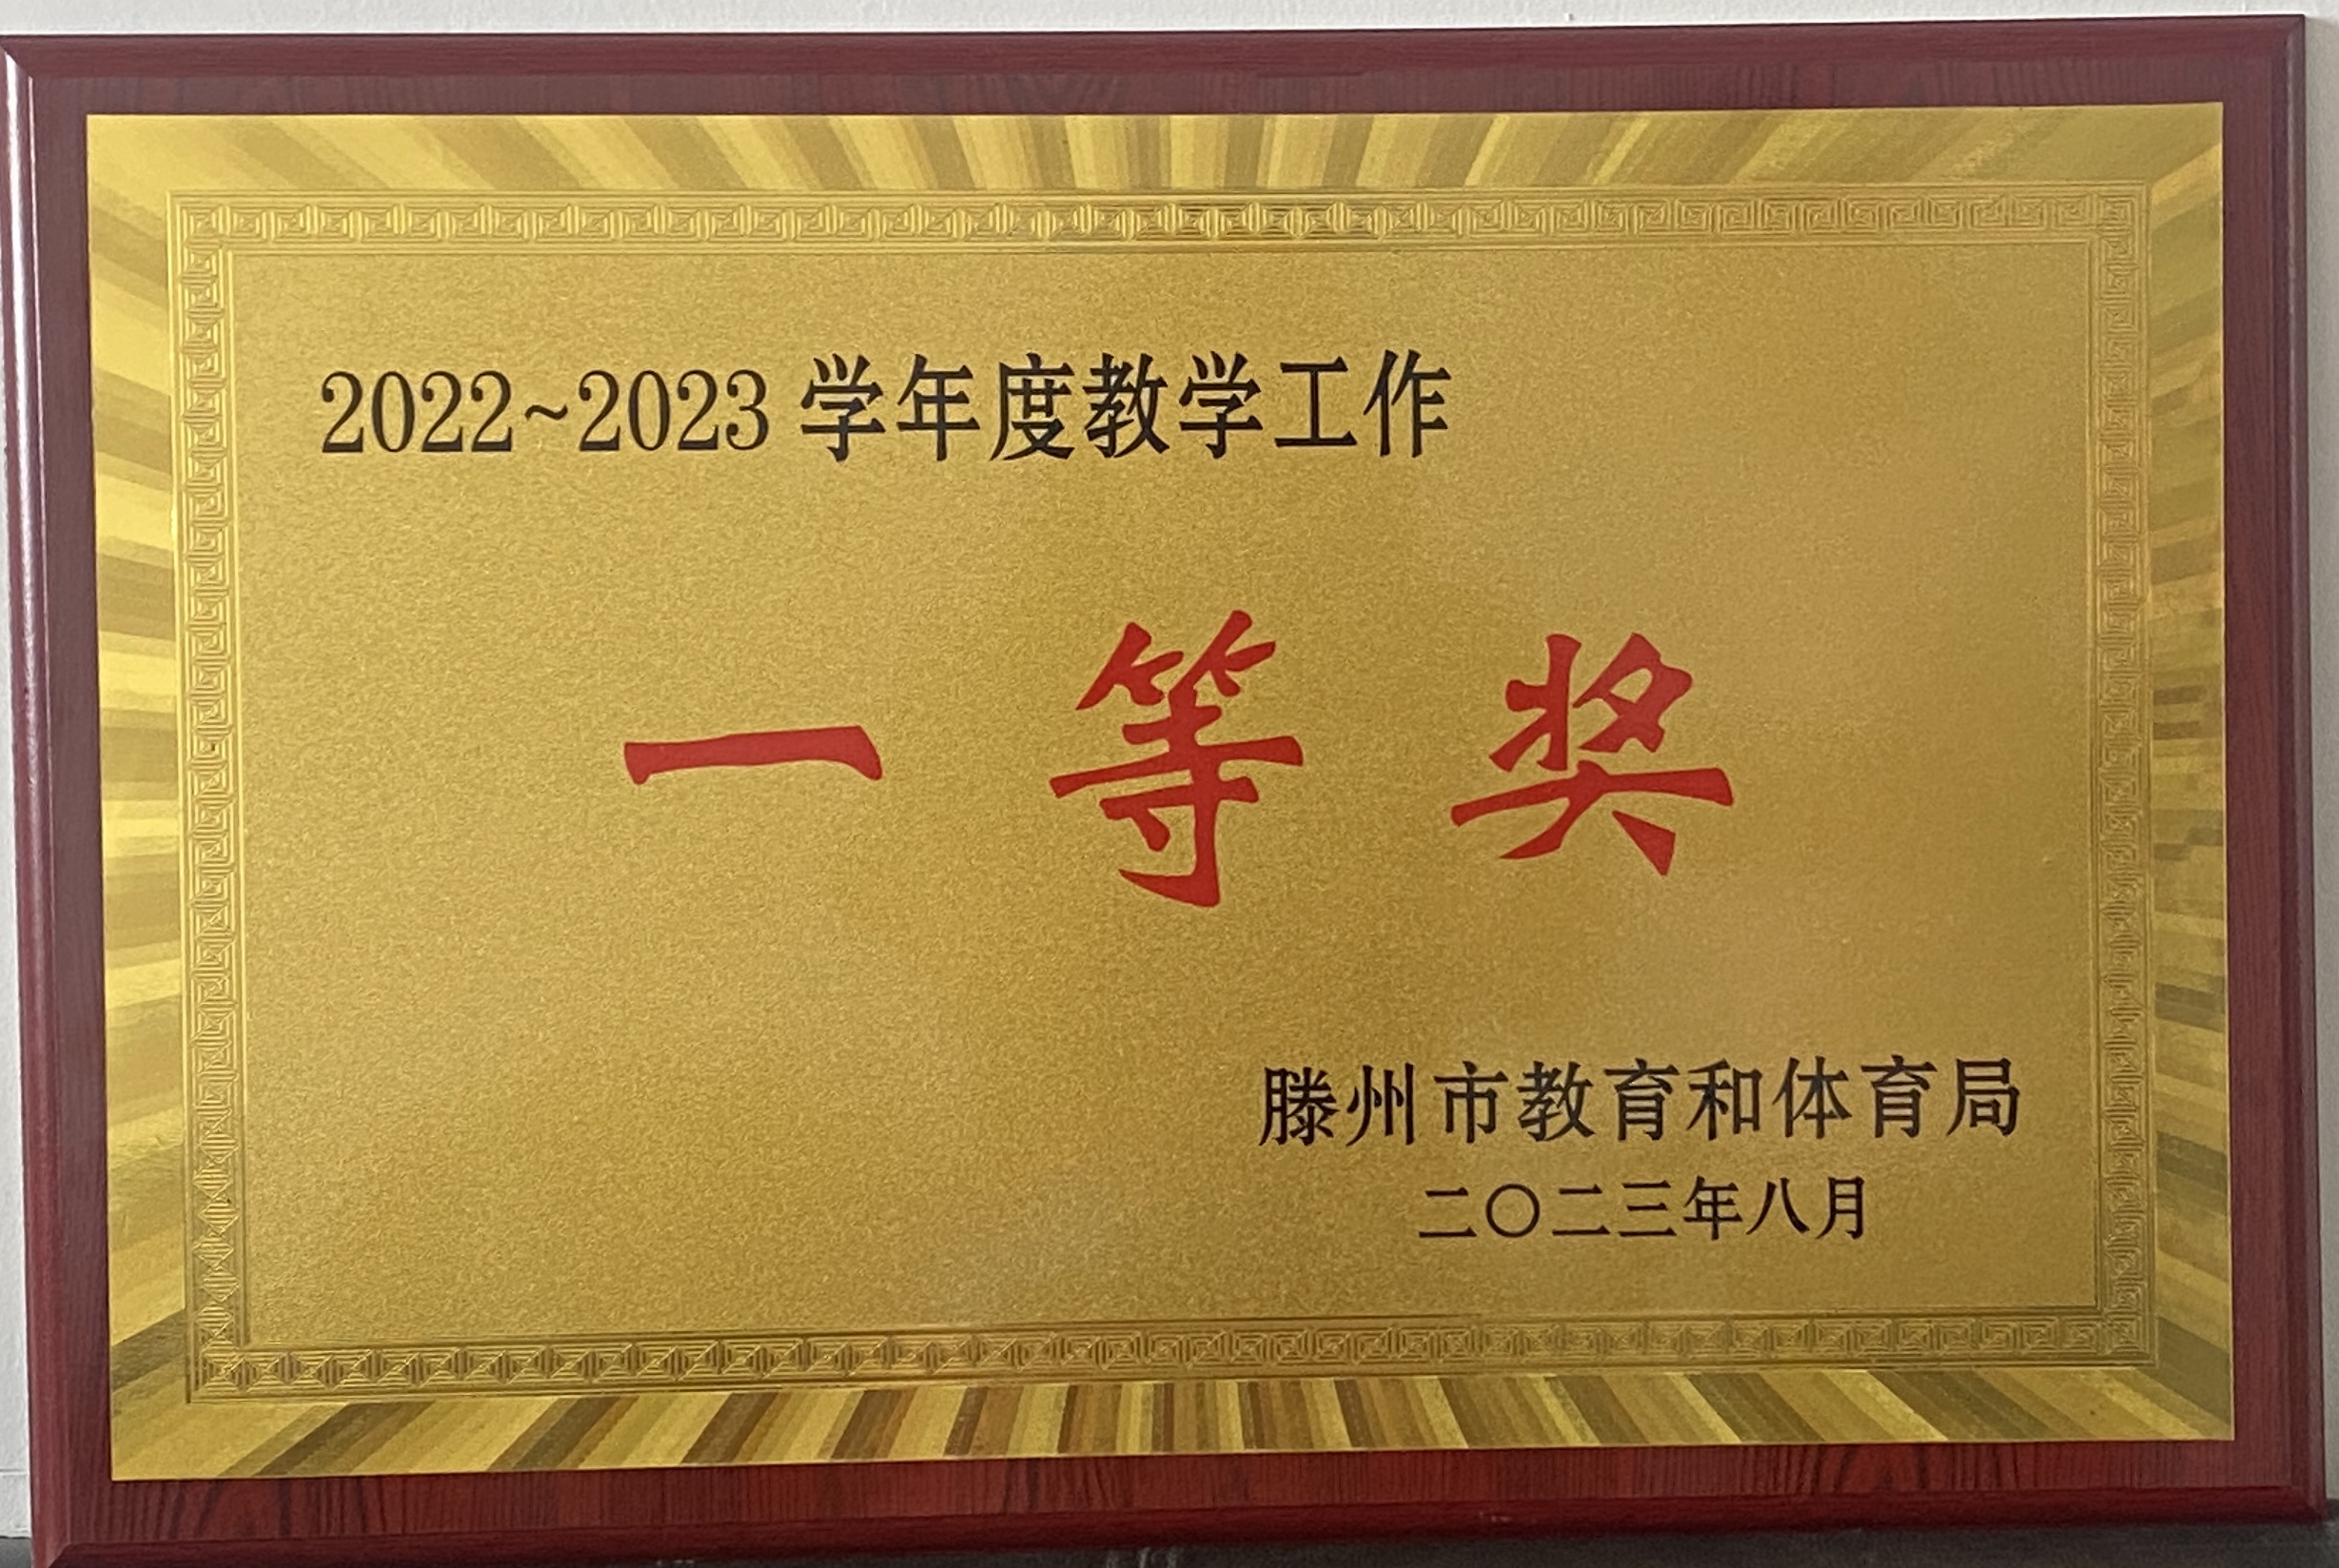 2022~2023 学年度教学工作
一等奖
滕州市教育和体育局
二〇二三年八月